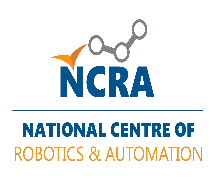 NCRA
NATIONAL CENTRE OF
ROBOTICS & AUTOMATION